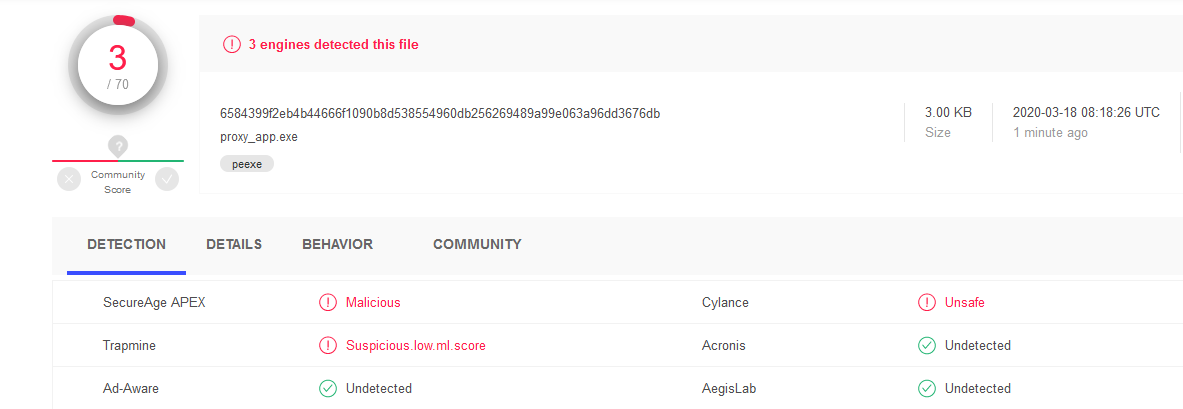 3
/ 70
?
Community
Score
3 engines detected this file
6584399f2eb4b44666f1090b8d538554960db256269489a99e063a96dd3676db
proxy_app.exe
peexe
3.00 KB
Size
2020-03-18 08:18:26 UTC
1 minute ago
DETECTION DETAILS BEHAVIOR COMMUNITY
SecureAge APEX Malicious Cylance Unsafe
Trapmine Suspicious.low.ml.score Acronis Undetected
Ad-Aware Undetected AegisLab Undetected